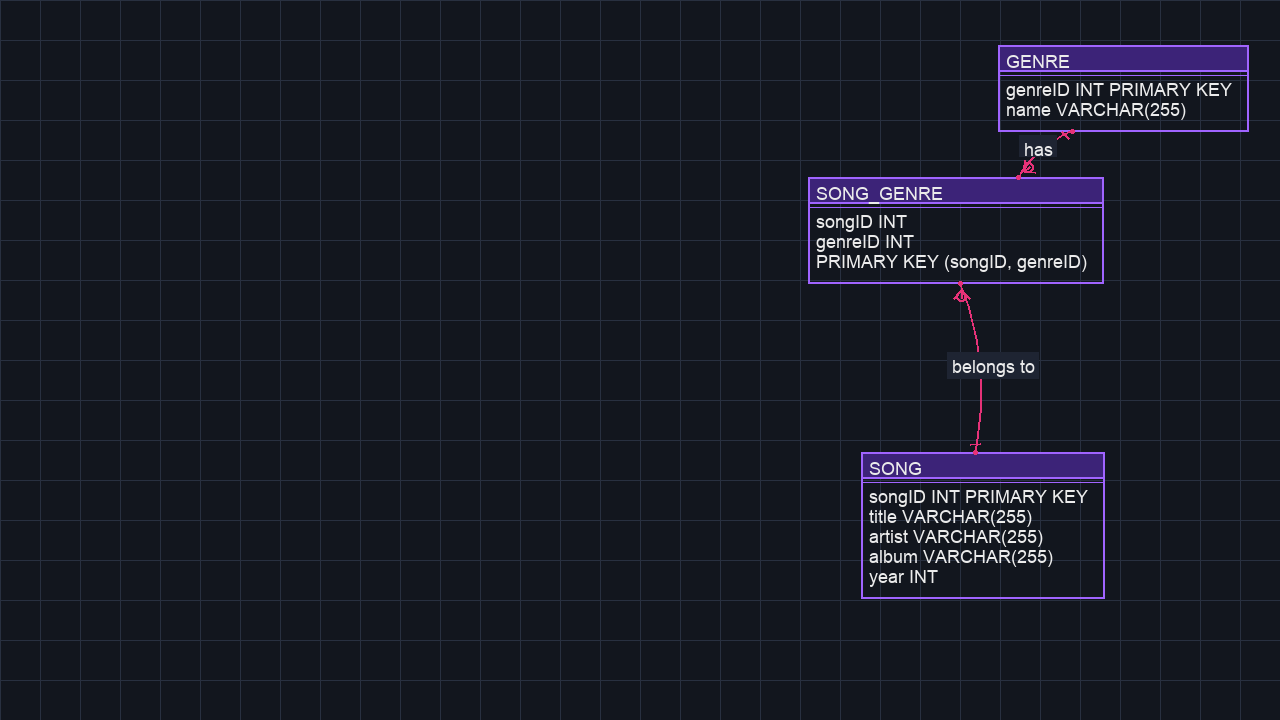 GENRE
genreID INT PRIMARY KEY
name VARCHAR(255)
has
SONG_GENRE
songID INT
genreID INT
PRIMARY KEY (songID, genreID)
belongs to
SONG
songID INT PRIMARY KEY
title VARCHAR(255)
artist VARCHAR(255)
album VARCHAR(255)
year INT